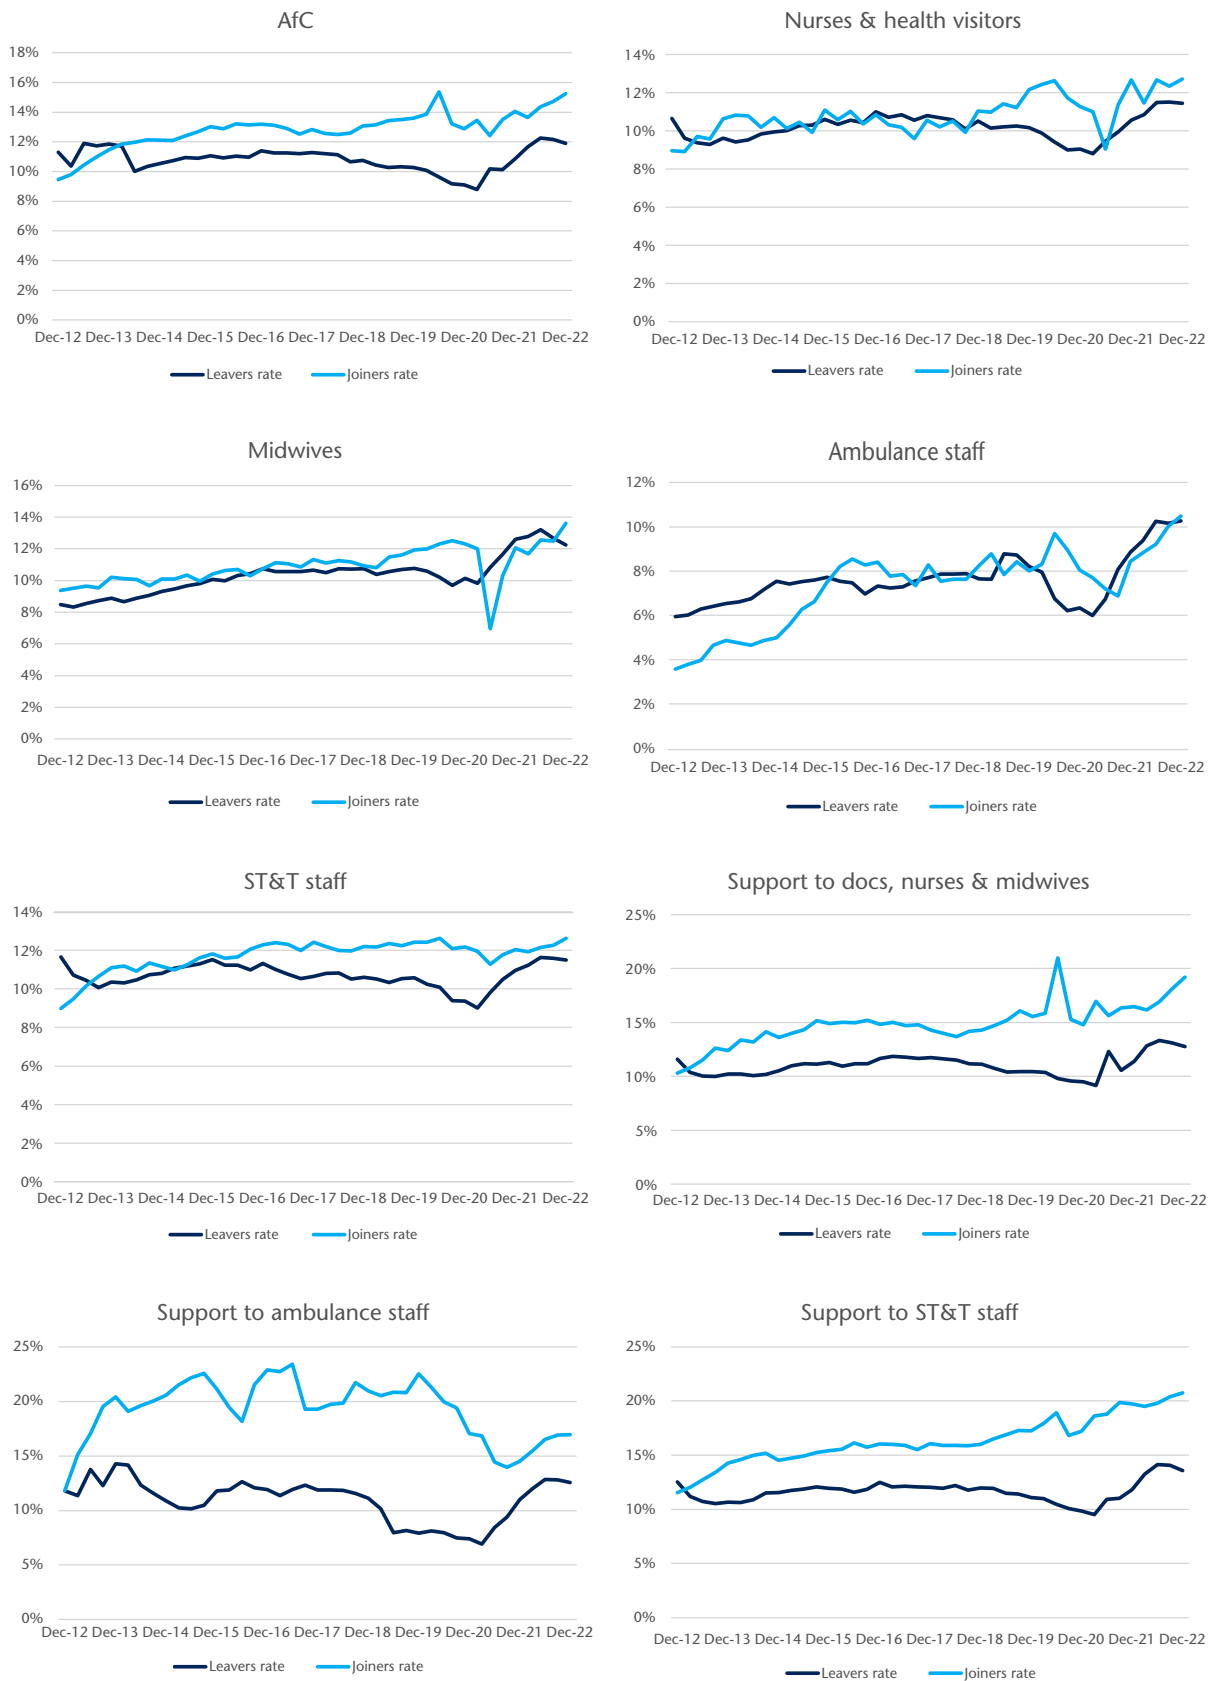 AfC
18%
16%
14%
12%
10%
8%
6%
4%
2%
0%
Dec-12 Dec-13 Dec-14 Dec-15 Dec-16 Dec-17 Dec-18 Dec-19 Dec-20 Dec-21 Dec-22
Leavers rate Joiners rate
Nurses & health visitors
14%
12%
10%
8%
6%
4%
2%
0%
Dec-12 Dec-13 Dec-14 Dec-15 Dec-16 Dec-17 Dec-18 Dec-19 Dec-20 Dec-21 Dec-22
Leavers rate Joiners rate
Midwives
16%
14%
12%
10%
8%
6%
4%
2%
0%
Dec-12 Dec-13 Dec-14 Dec-15 Dec-16 Dec-17 Dec-18 Dec-19 Dec-20 Dec-21 Dec-22
Leavers rate Joiners rate
Ambulance staff
12%
10%
8%
6%
4%
2%
0%
Dec-12 Dec-13 Dec-14 Dec-15 Dec-16 Dec-17 Dec-18 Dec-19 Dec-20 Dec-21 Dec-22
Leavers rate Joiners rate
ST&T staff
14%
12%
10%
8%
6%
4%
2%
0%
Dec-12 Dec-13 Dec-14 Dec-15 Dec-16 Dec-17 Dec-18 Dec-19 Dec-20 Dec-21 Dec-22
Leavers rate Joiners rate
Support to docs, nurses & midwives
25%
20%
15%
10%
5%
0%
Dec-12 Dec-13 Dec-14 Dec-15 Dec-16 Dec-17 Dec-18 Dec-19 Dec-20 Dec-21 Dec-22
Leavers rate Joiners rate
Support to ambulance staff
25%
20%
15%
10%
5%
0%
Dec-12 Dec-13 Dec-14 Dec-15 Dec-16 Dec-17 Dec-18 Dec-19 Dec-20 Dec-21 Dec-22
Leavers rate Joiners rate
Support to ST&T staff
25%
20%
15%
10%
5%
0%
Dec-12 Dec-13 Dec-14 Dec-15 Dec-16 Dec-17 Dec-18 Dec-19 Dec-20 Dec-21 Dec-22
Leavers rate Joiners rate